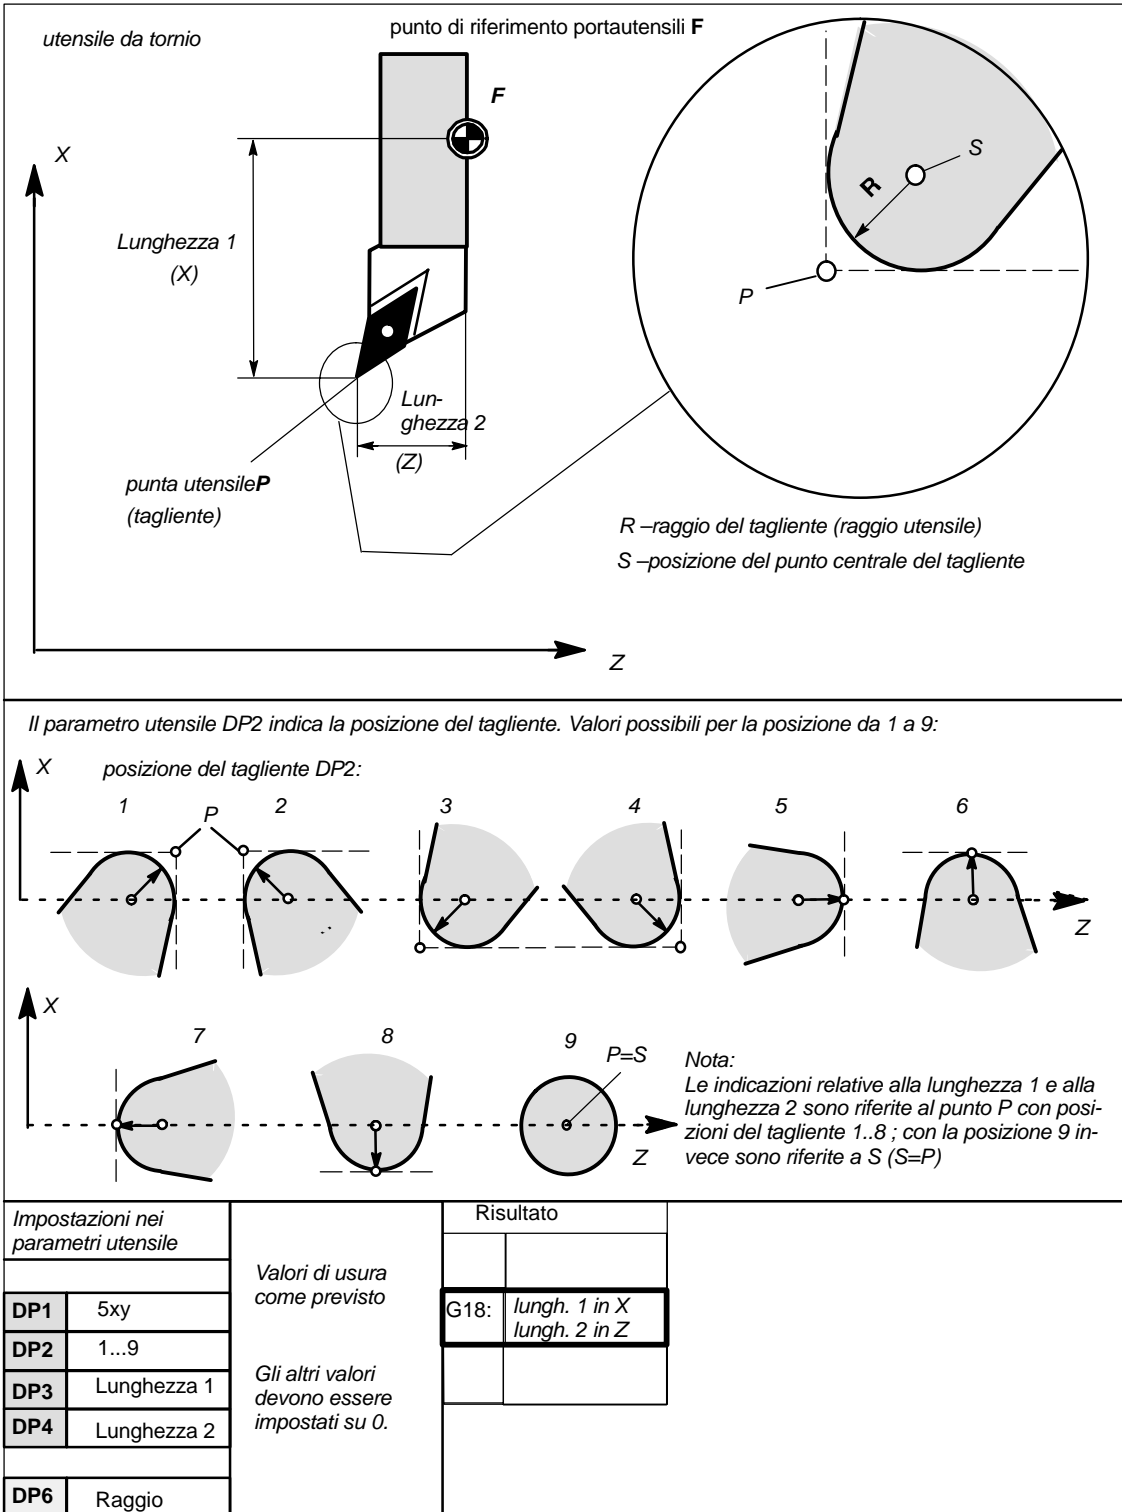 utensile da tornio
punto di riferimento portautensili F
F
X
S
R
Lunghezza 1
(X)
P
Lun-
ghezza 2
(Z)
punta utensileP
(tagliente)
R –raggio del tagliente (raggio utensile)
S –posizione del punto centrale del tagliente
Z
Il parametro utensile DP2 indica la posizione del tagliente. Valori possibili per la posizione da 1 a 9:
X
posizione del tagliente DP2:
1 P 2 3 4 5 6
Z
X
7 8 9
P=S
Z
Nota:
Le indicazioni relative alla lunghezza 1 e alla
lunghezza 2 sono riferite al punto P con posi-
zioni del tagliente 1..8 ; con la posizione 9 in-
vece sono riferite a S (S=P)
Impostazioni nei
parametri utensile
DP1 5xy
DP2 1...9
DP3 Lunghezza 1
DP4 Lunghezza 2
DP6 Raggio
Valori di usura
come previsto
Gli altri valori
devono essere
impostati su 0.
Risultato
G18: lungh. 1 in X
lungh. 2 in Z